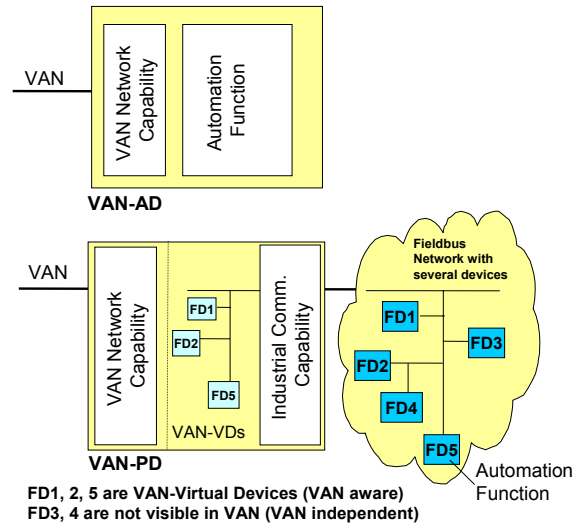 VAN
VAN Network
Capability
Automation
Function
VAN-AD
VAN
VAN Network
Capability
FD1
FD2
FD5
VAN-VDs
Industrial Comm.
Capability
VAN-PD
Fieldbus
Network with
several devices
FD1
FD3
FD2
FD4
FD5
Automation
Function
FD1, 2, 5 are VAN-Virtual Devices (VAN aware)
FD3, 4 are not visible in VAN (VAN independent)